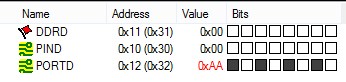 Name Address Value Bits
DDRD 0x11 (0x31) 0x00
PIND 0x10 (0x30) 0x00
PORTD 0x12 (0x32) 0xAA